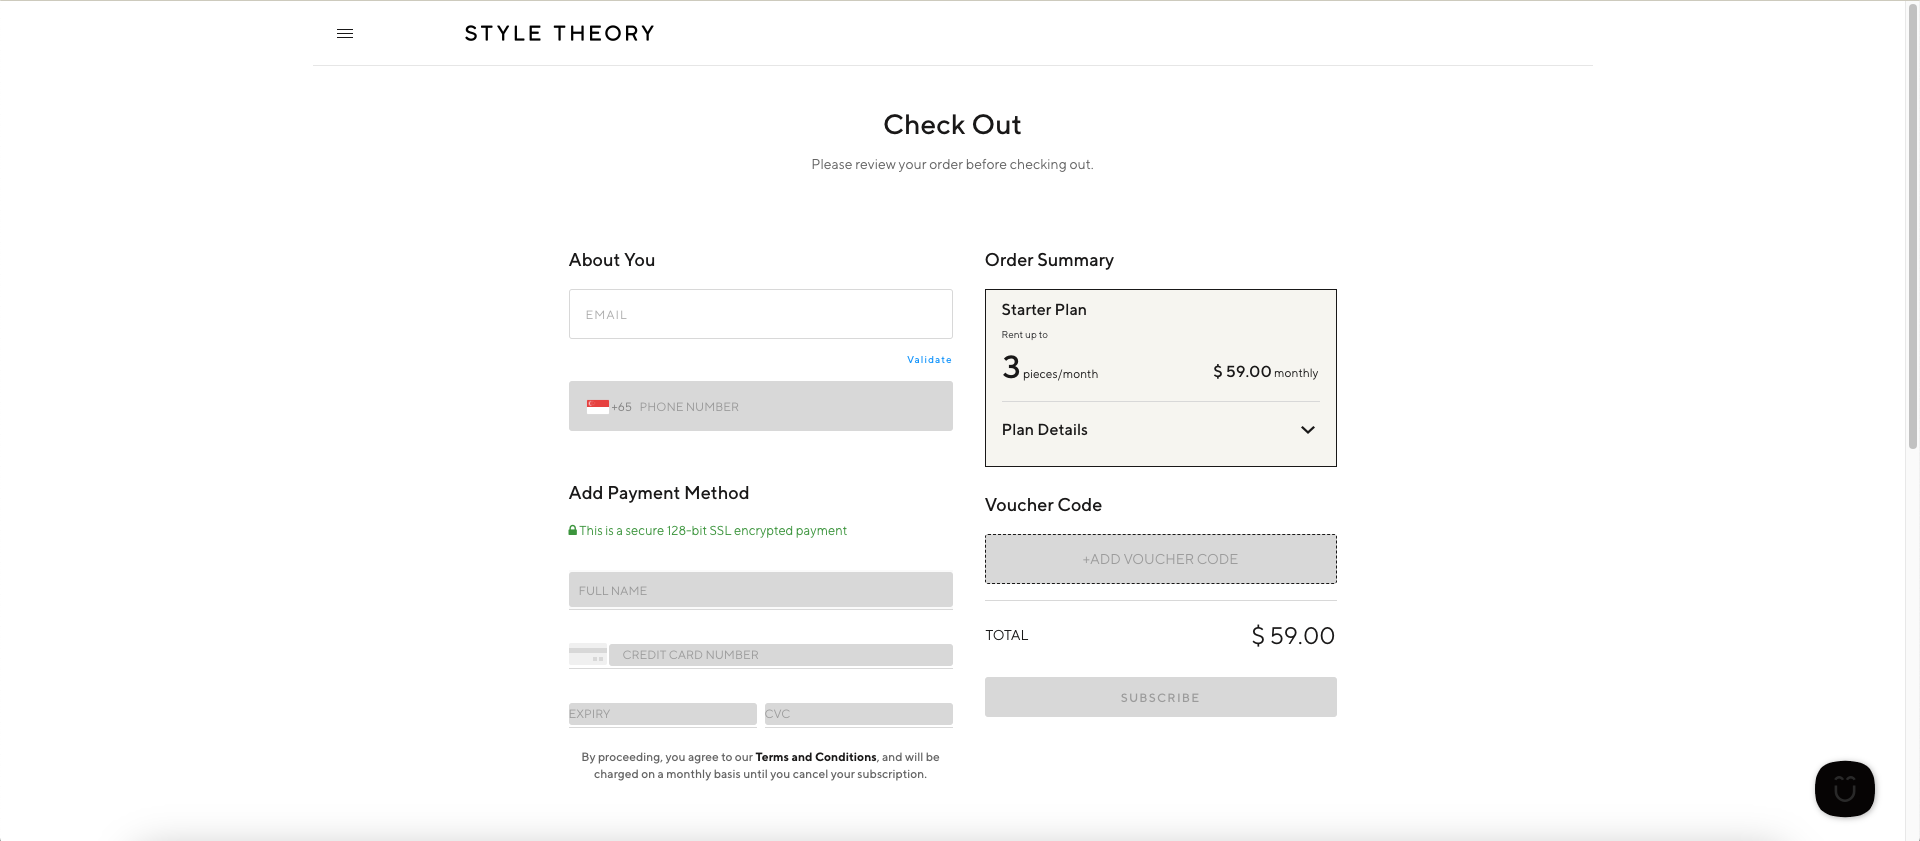 STYLE THEORY
Check Out
Please review your order before checking out.
About You
EMAIL
Validate
+65 PHONE NUMBER
Add Payment Method
This is a secure 128-bit SSL encrypted payment
FULL NAME
CREDIT CARD NUMBER
EXPIRY CVC
By proceeding, you agree to our Terms and Conditions, and will be
charged on a monthly basis until you cancel your subscription.
Order Summary
Starter Plan
Rent up to
3 pieces/month $ 59.00 monthly
Plan Details
Voucher Code
+ADD VOUCHER CODE
TOTAL $ 59.00
SUBSCRIBE